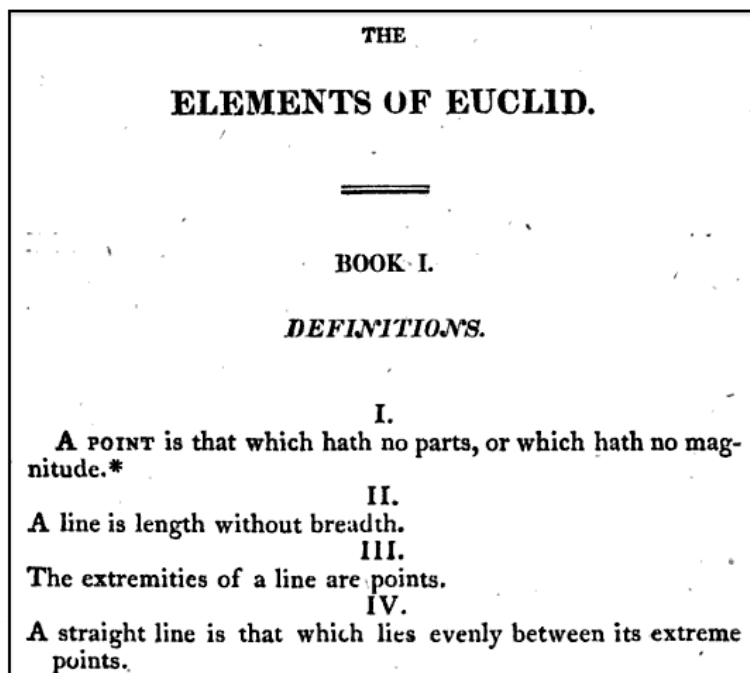 THE
ELEMENTS OF EUCLID.
BOOK I.
DEFINITIONS.
I.
A POINT is that which hath no parts, or which hath no mag-
nitude.*
II.
A line is length without breadth.
III.
The extremities of a line are points.
IV.
A straight line is that which lies evenly between its extreme
points.